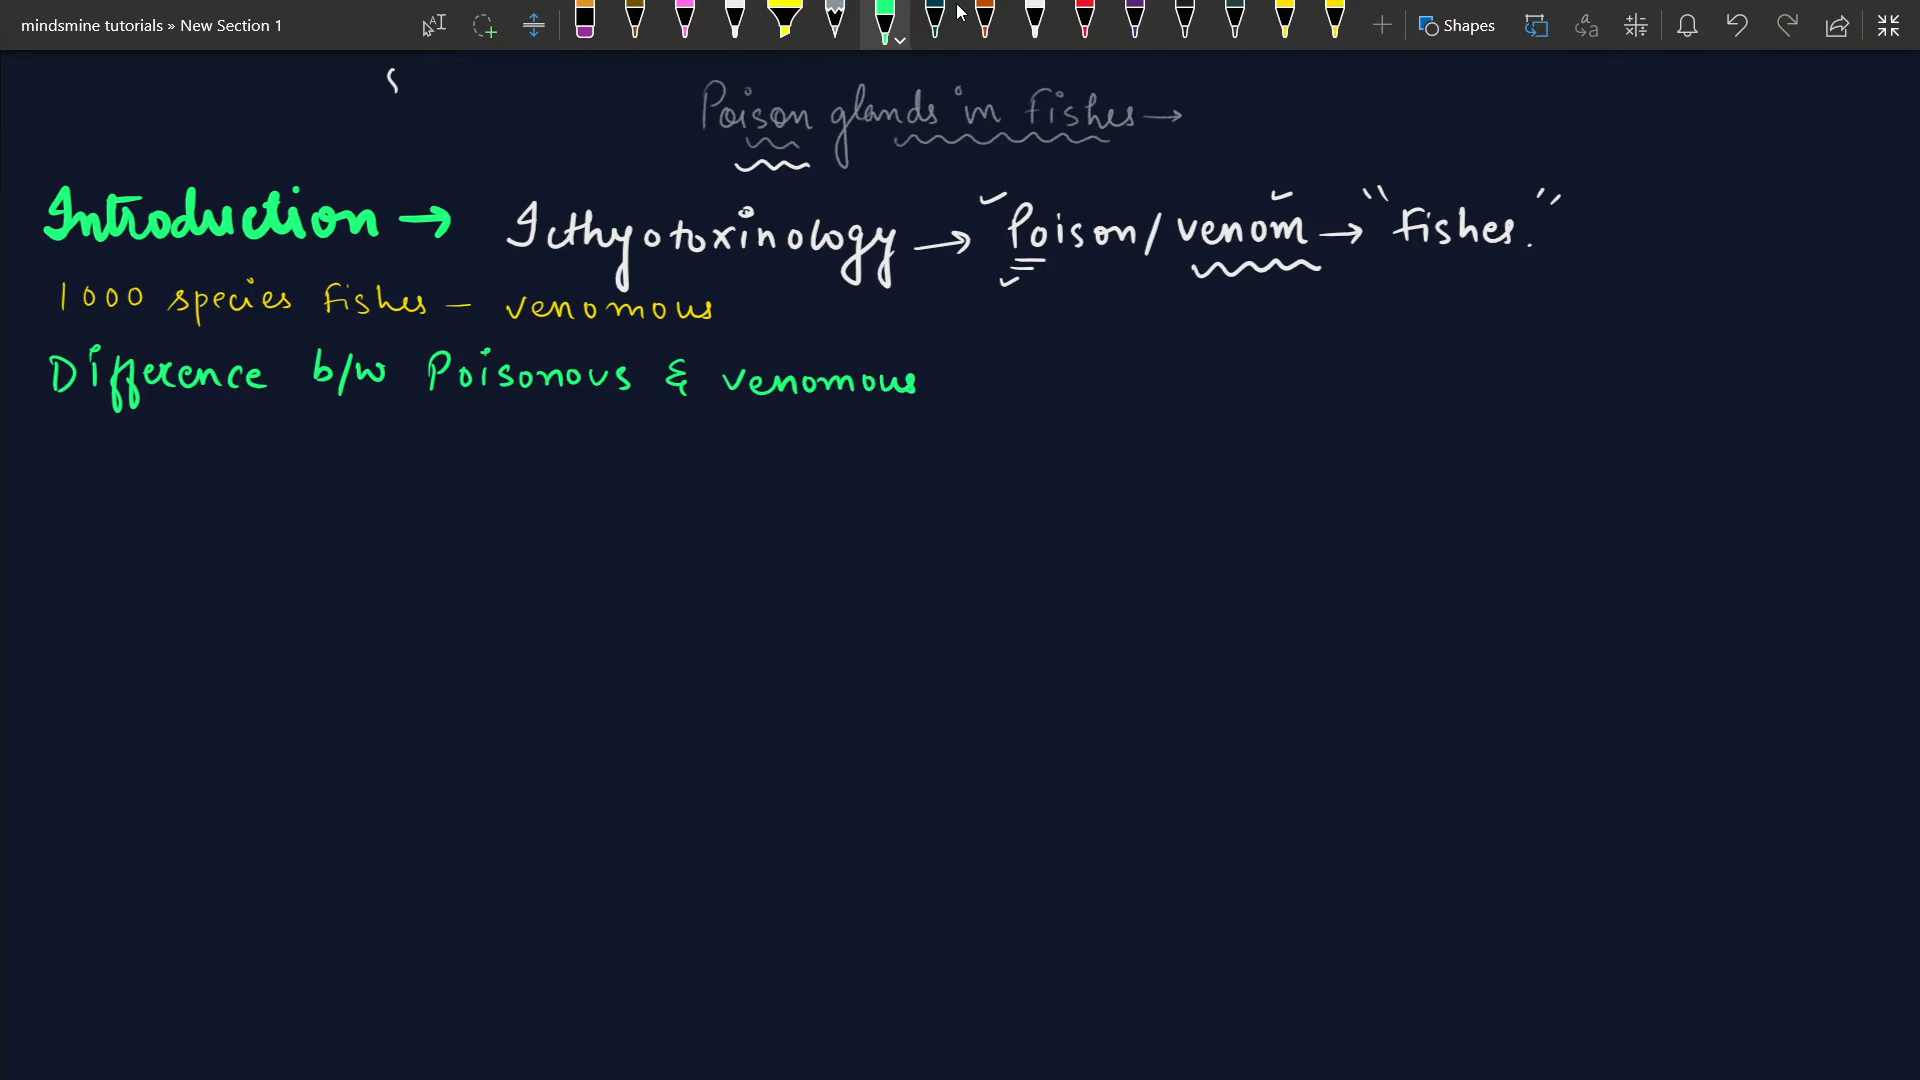 mindsmine tutorials » New Section 1
Shapes
Poison glands in fishes →
Introduction → Icthyotoxinology → Poison / venom → "fishes."
1000 species fishes - venomous
Difference b/w Poisonous & venomous